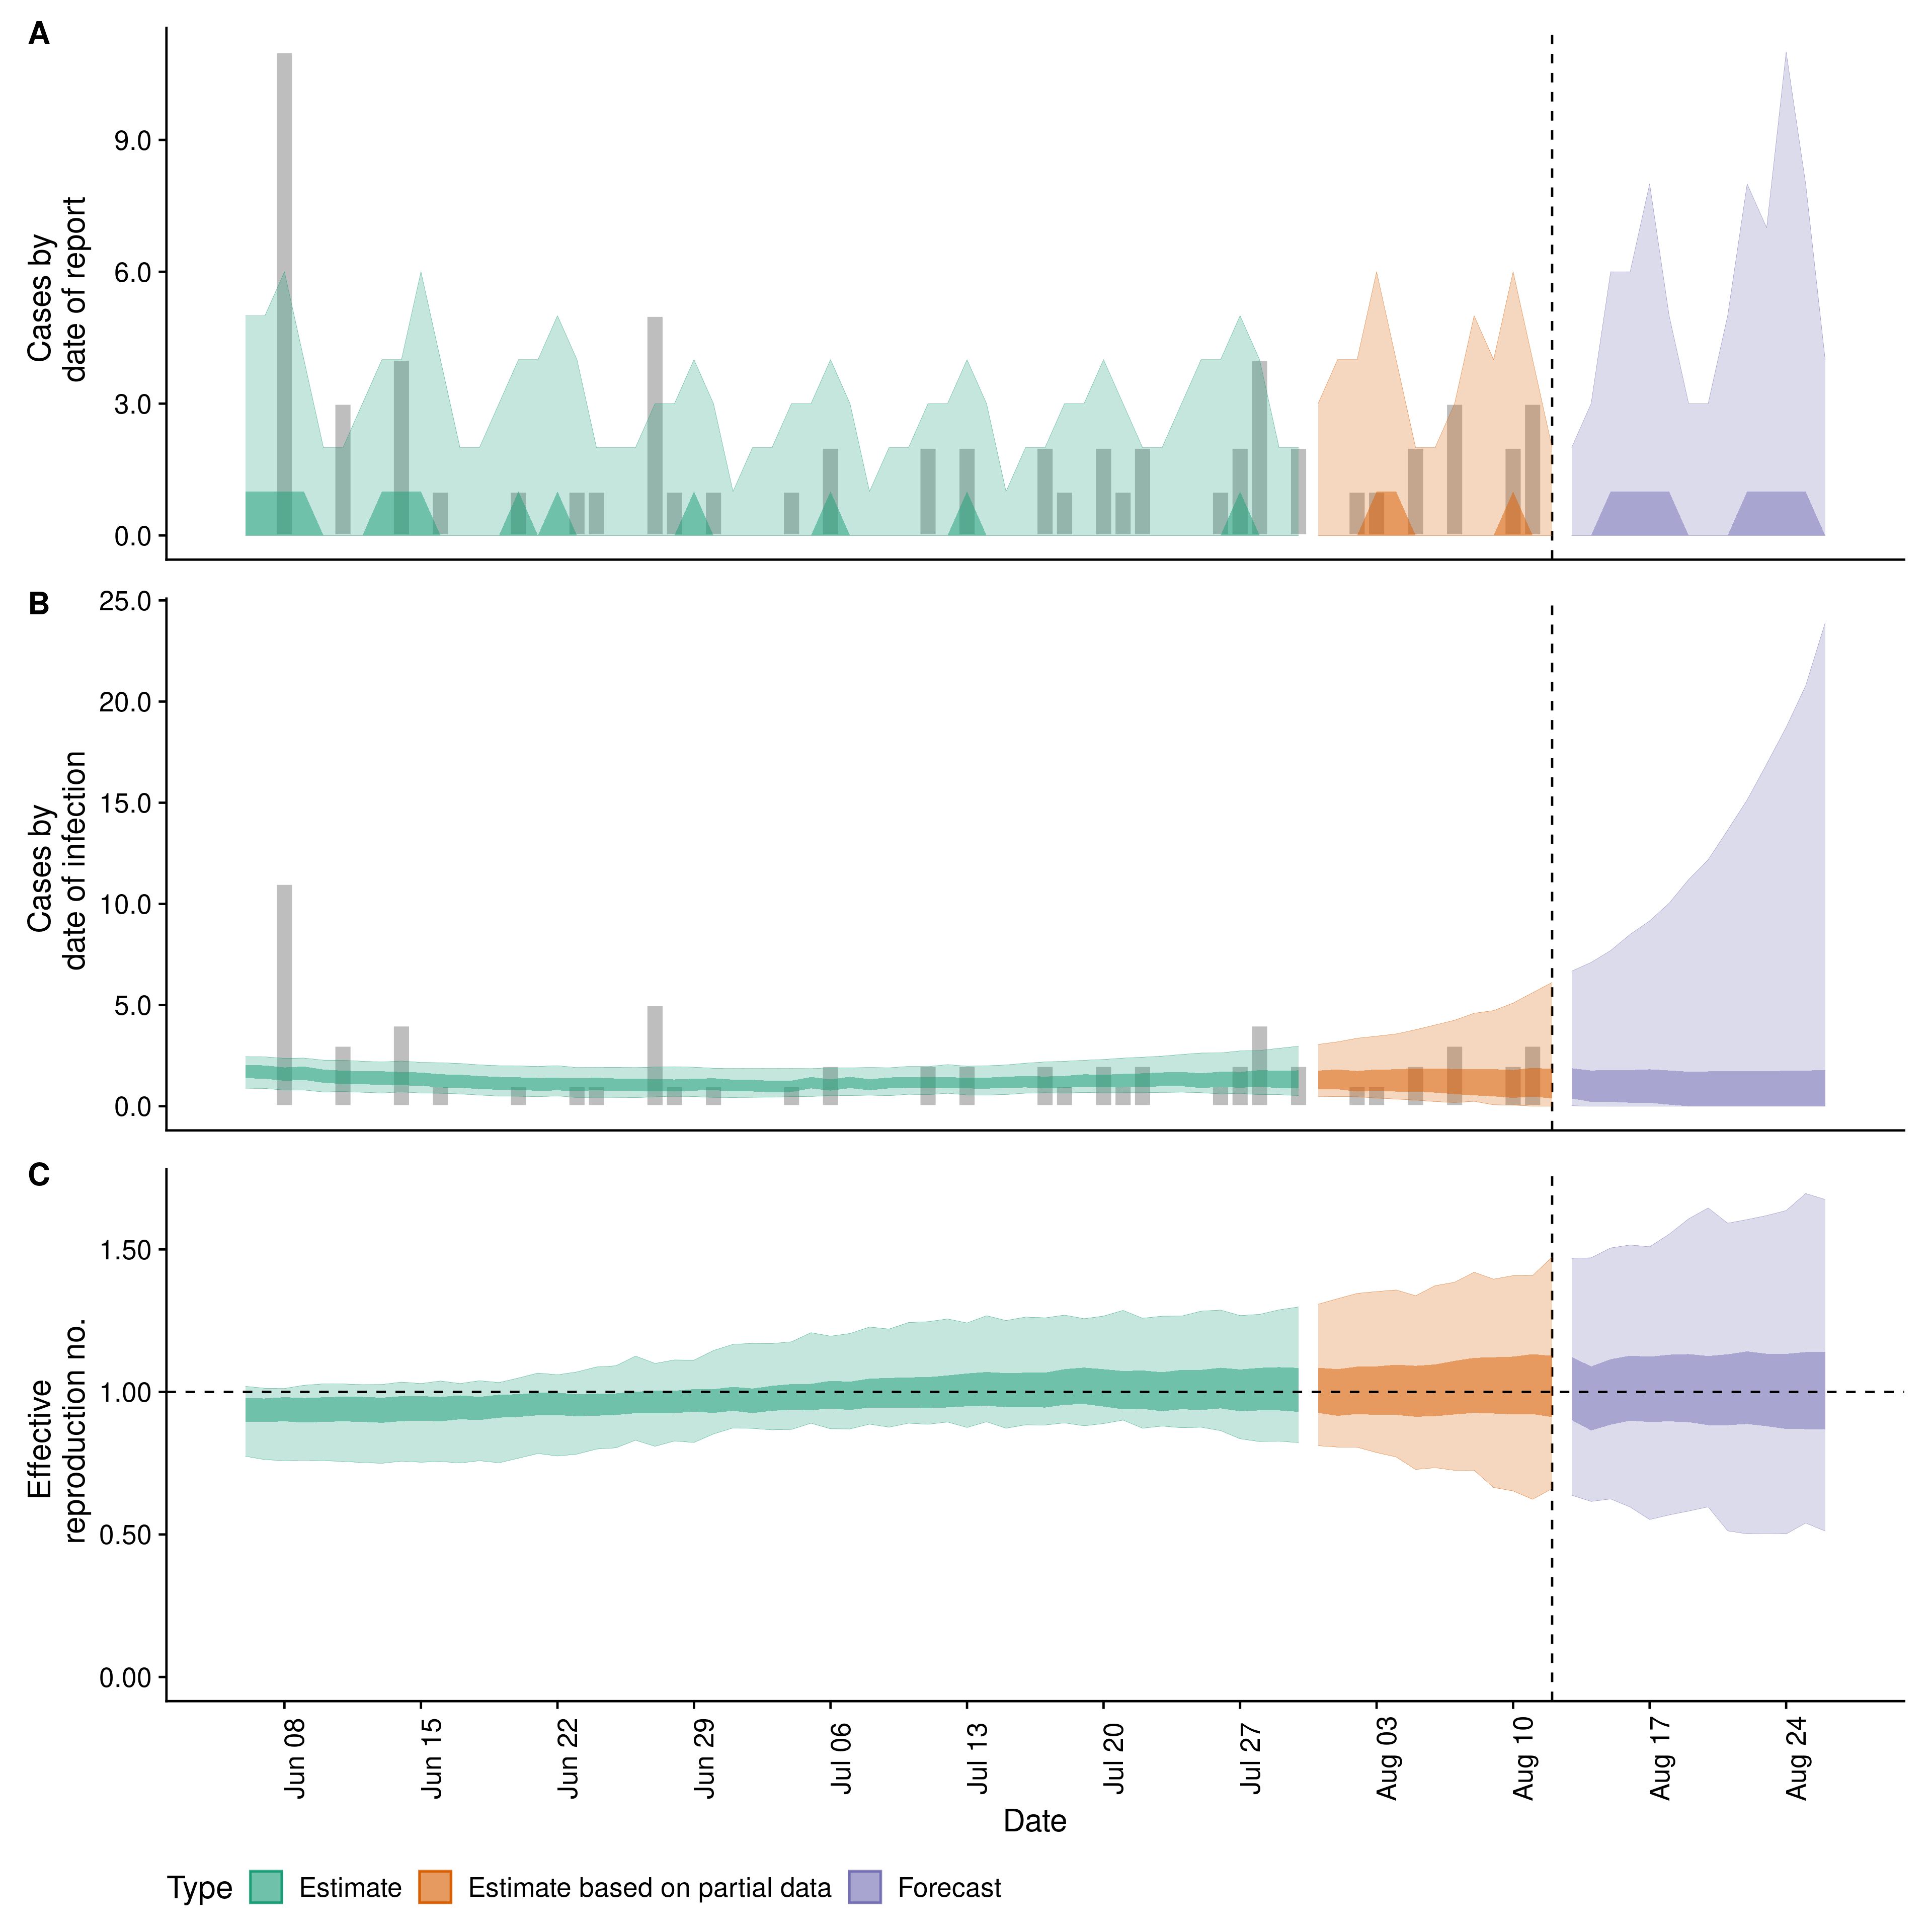 A
Cases by
date of report
9.0
6.0
3.0
0.0
B
Cases by
date of infection
25.0
20.0
15.0
10.0
5.0
0.0
C
Effective
reproduction no.
1.50
1.00
0.50
0.00
Jun 08
Jun 15
Jun 22
Jun 29
Jul 06
Jul 13
Jul 20
Jul 27
Aug 03
Aug 10
Aug 17
Aug 24
Date
Type Estimate Estimate based on partial data Forecast